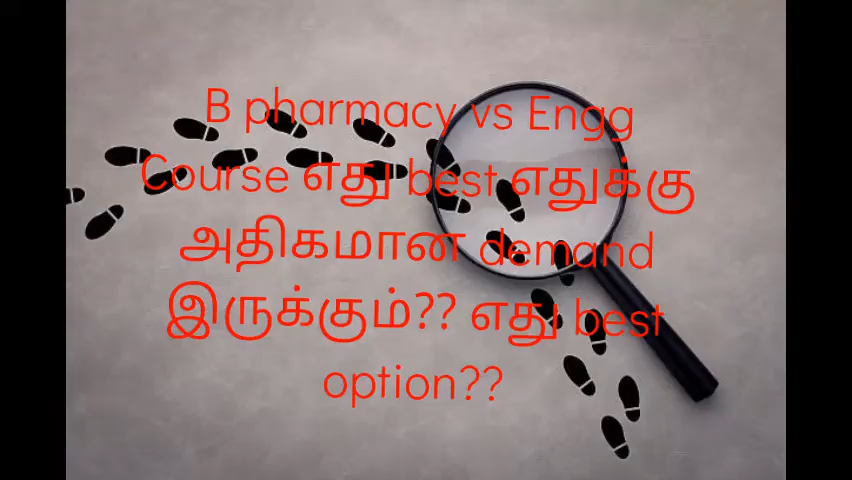 B pharmacy vs Engg
Course எது best எதுக்கு
அதிகமான demand
இருக்கும்?? எது best
option??